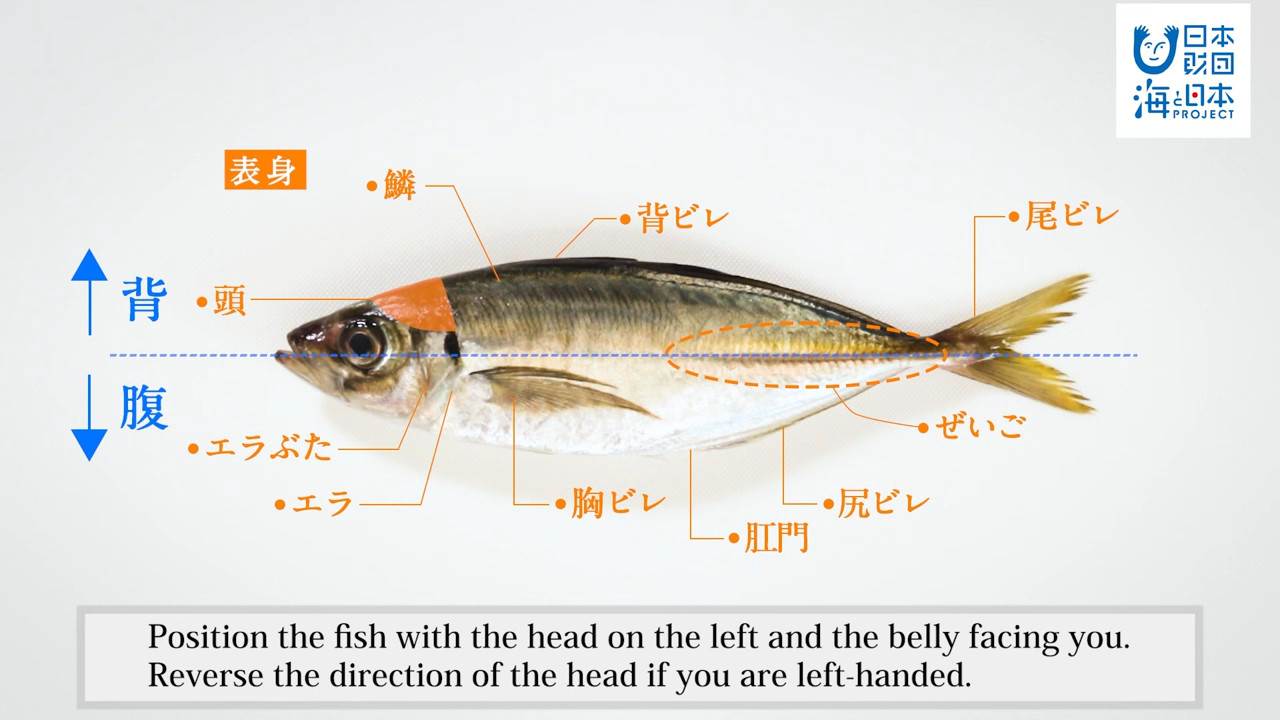 日本
財団
海と日本
PROJECT
表身
•鱗
•背ビレ
•尾ビレ
背
•頭
腹
•エラぶた
•ぜいご
•エラ
•胸ビレ
•尻ビレ
•肛門
Position the fish with the head on the left and the belly facing you.
Reverse the direction of the head if you are left-handed.